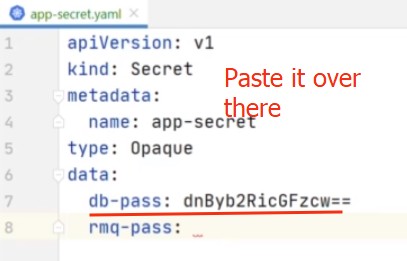 app-secret.yaml
1 apiVersion: v1
2 kind: Secret
3 metadata:
4 name: app-secret
5 type: Opaque
6 data:
7 db-pass: dnByb2RicGFzcw==
8 rmq-pass:
Paste it over
there